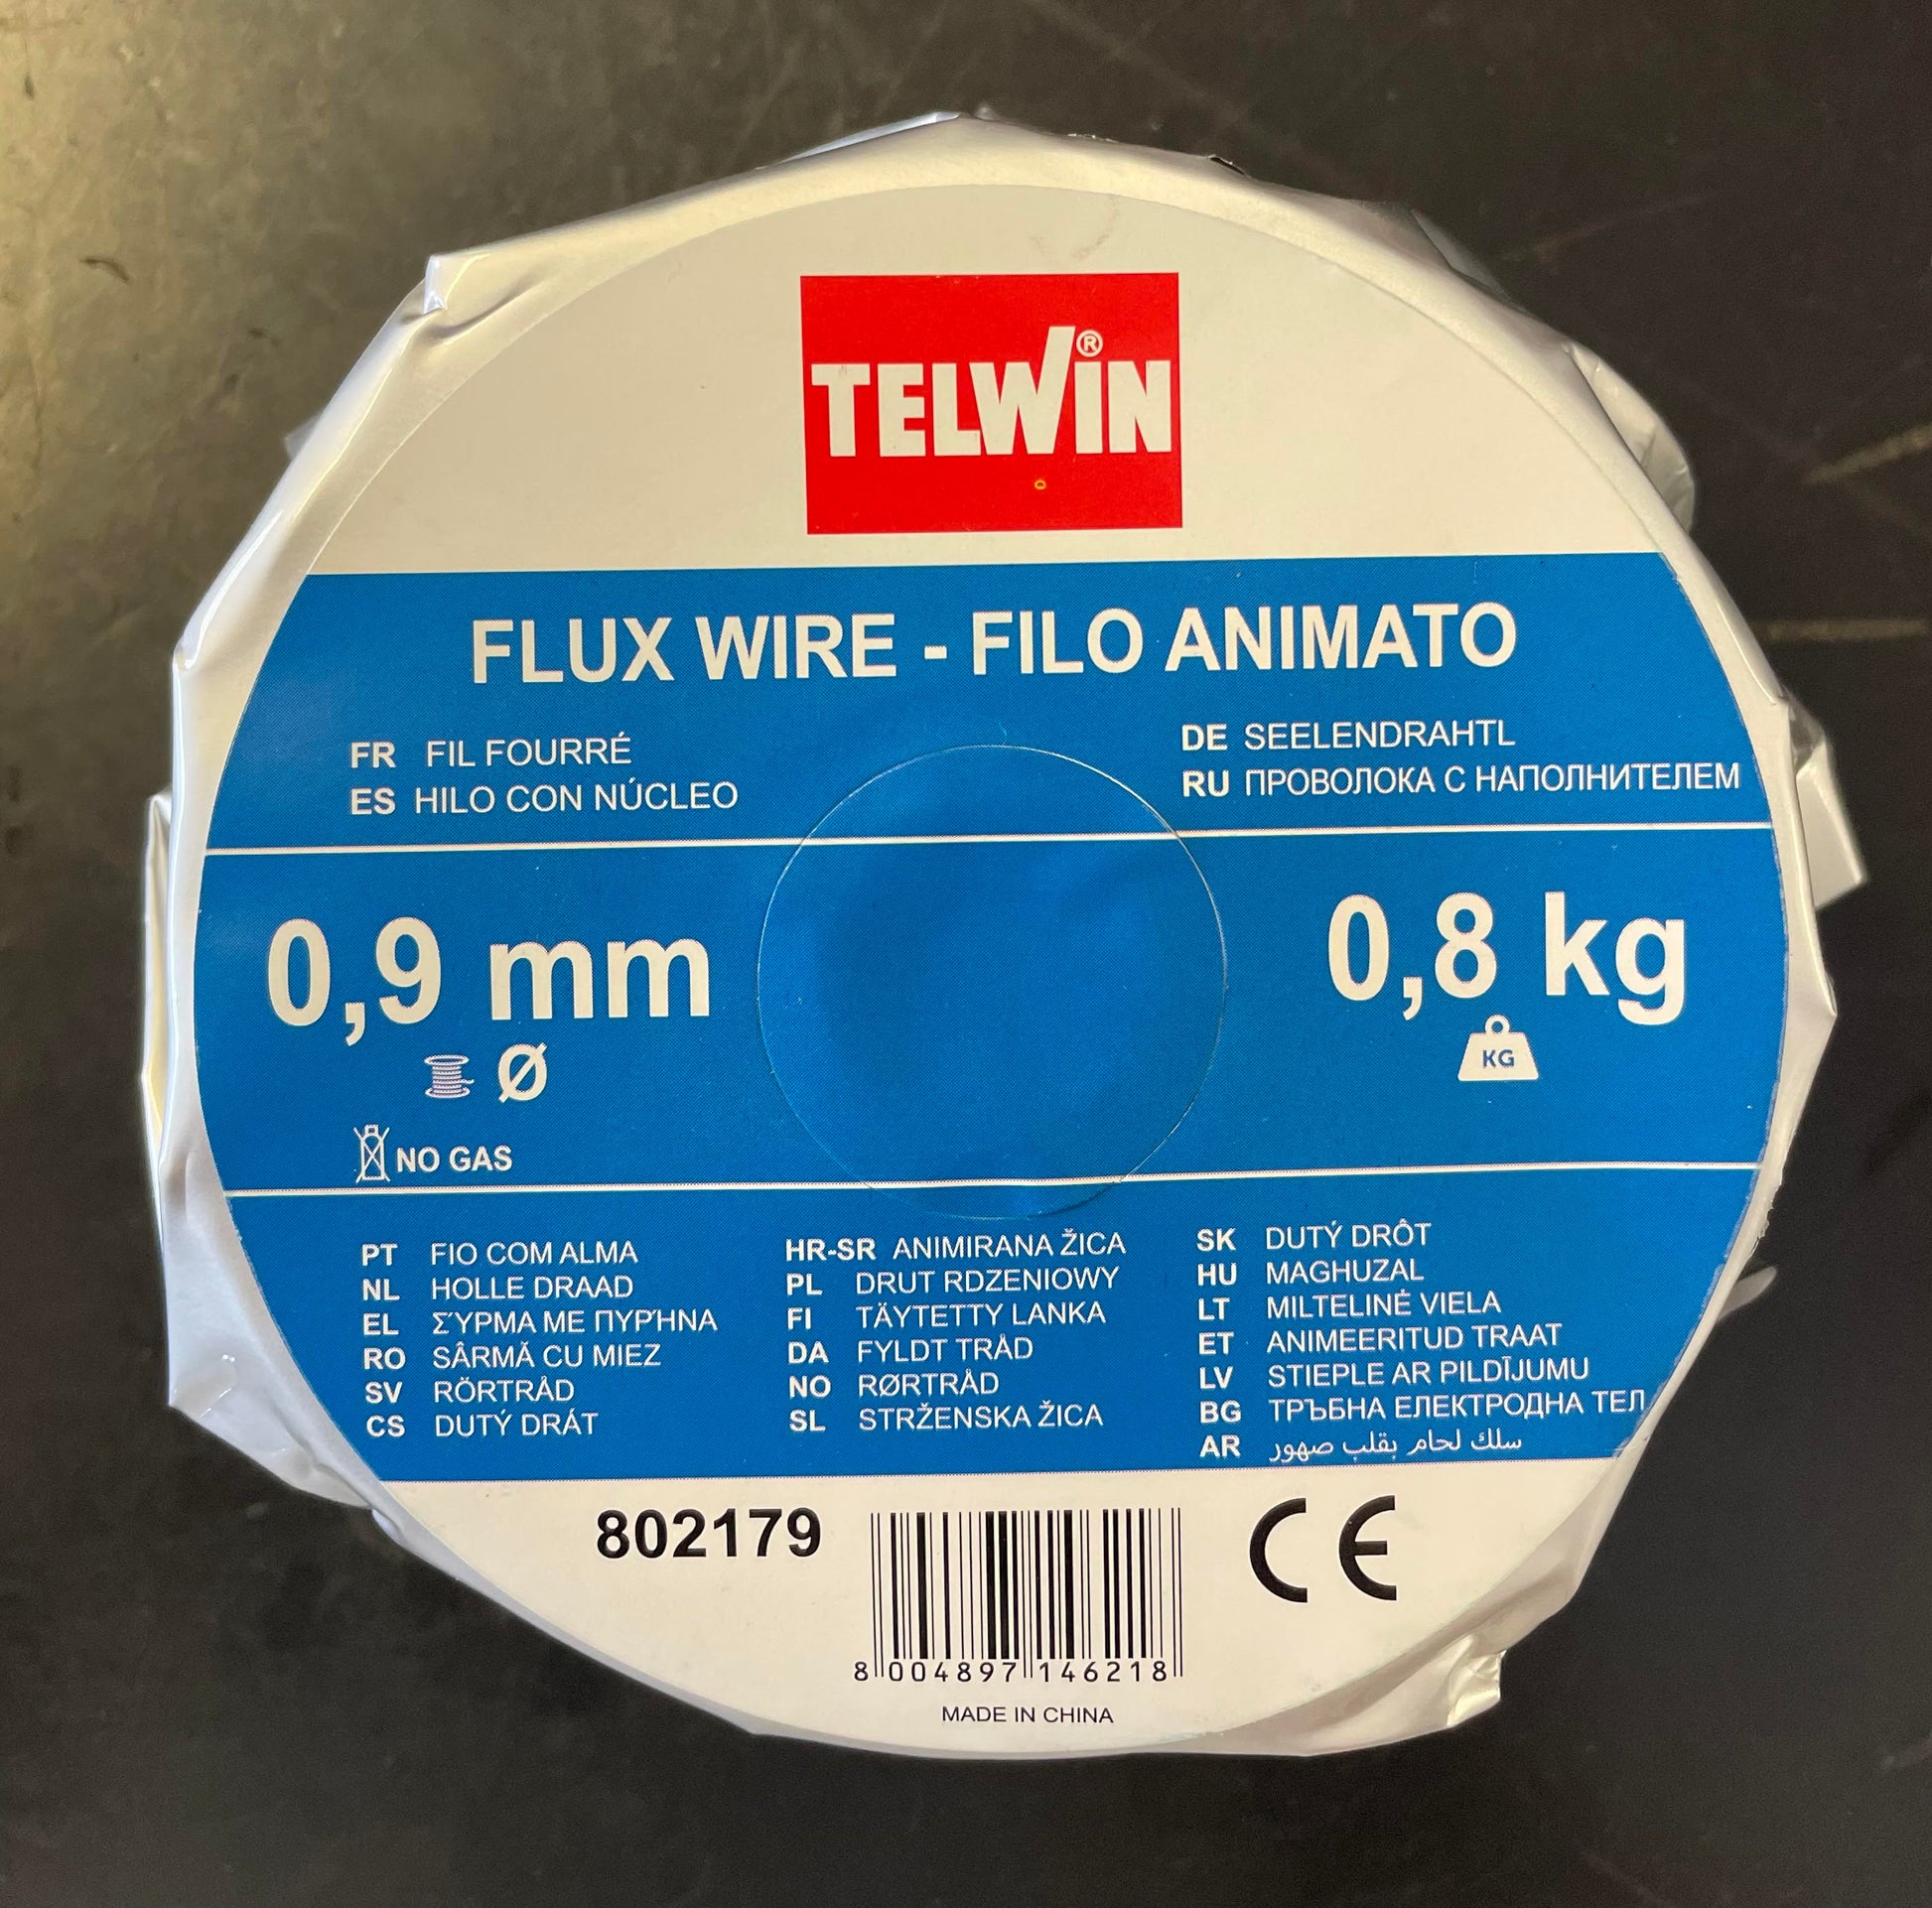 TELWIN®
FLUX WIRE - FILO ANIMATO
FR FIL FOURRÉ
ES HILO CON NÚCLEO
DE SEELENDRAHTL
RU ПРОВОЛОКА С НАПОЛНИТЕЛЕМ
0,9 mm
Ø
NO GAS
0,8 kg
KG
PT FIO COM ALMA
NL HOLLE DRAAD
EL ΣΎΡΜΑ ΜΕ ΠΥΡΉΝΑ
RO SÂRMĂ CU MIEZ
SV RÖRTRÅD
CS DUTÝ DRÁT
HR-SR ANIMIRANA ŽICA
PL DRUT RDZENIOWY
FI TÄYTETTY LANKA
DA FYLDT TRÅD
NO RØRTRÅD
SL STRŽENSKA ŽICA
SK DUTÝ DRÔT
HU MAGHUZAL
LT MILTELINĖ VIELA
ET ANIMEERITUD TRAAT
LV STIEPLE AR PILDĪJUMU
BG ТРЪБНА ЕЛЕКТРОДНА ТЕЛ
AR سلك لحام بقلب صهور
802179
CE
8 004897 146218
MADE IN CHINA